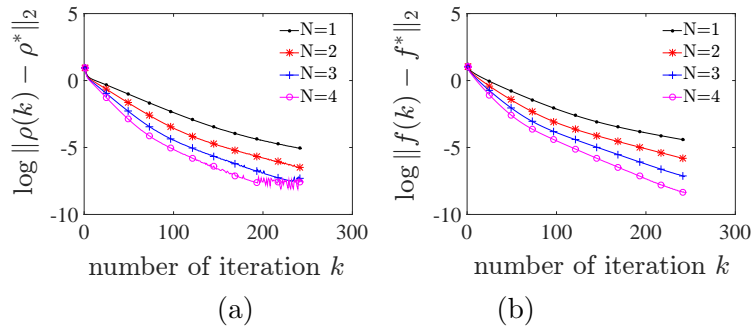 log ‖ρ(k) − ρ*‖₂
5
0
-5
-10
0
100
200
300
N=1
N=2
N=3
N=4
number of iteration k
(a)
log ‖f(k) − f*‖₂
5
0
-5
-10
0
100
200
300
N=1
N=2
N=3
N=4
number of iteration k
(b)